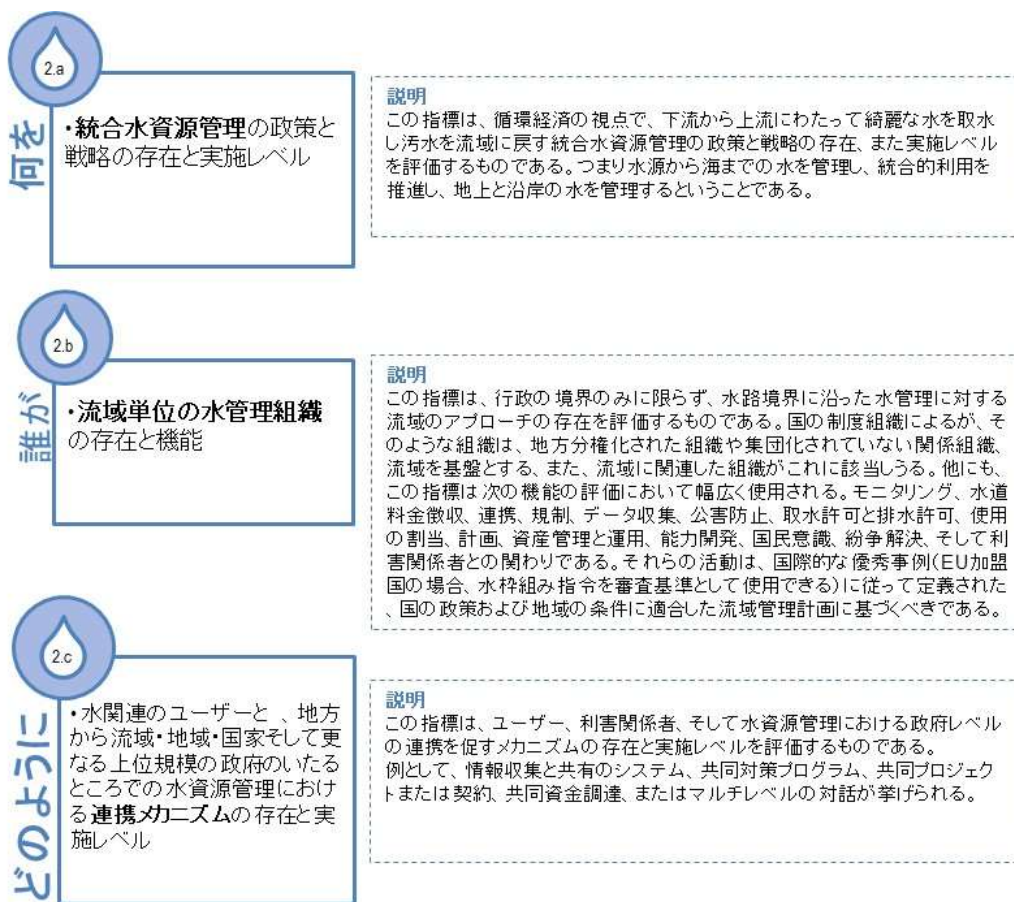 2.a
何を
・統合水資源管理の政策と
戦略の存在と実施レベル
説明
この指標は、循環経済の視点で、下流から上流にわたって綺麗な水を取水
し汚水を流域に戻す統合水資源管理の政策と戦略の存在、また実施レベル
を評価するものである。つまり水源から海までの水を管理し、統合的利用を
推進し、地上と沿岸の水を管理するということである。
2.b
誰が
・流域単位の水管理組織
の存在と機能
説明
この指標は、行政の境界のみに限らず、水路境界に沿った水管理に対する
流域のアプローチの存在を評価するものである。国の制度組織によるが、そ
のような組織は、地方分権化された組織や集団化されていない関係組織、
流域を基盤とする、また、流域に関連した組織がこれに該当しうる。他にも、
この指標は次の機能の評価において幅広く使用される。モニタリング、水道
料金徴収、連携、規制、データ収集、公害防止、取水許可と排水許可、使用
の割当、計画、資産管理と運用、能力開発、国民意識、紛争解決、そして利
害関係者との関わりである。それらの活動は、国際的な優秀事例(EU加盟
国の場合、水枠組み指令を審査基準として使用できる)に従って定義された
、国の政策および地域の条件に適合した流域管理計画に基づくべきである。
2.c
どのように
・水関連のユーザーと 、地方
から流域・地域・国家そして更
なる上位規模の政府のいたる
ところでの水資源管理におけ
る連携メカニズムの存在と実
施レベル
説明
この指標は、ユーザー、利害関係者、そして水資源管理における政府レベル
の連携を促すメカニズムの存在と実施レベルを評価するものである。
例として、情報収集と共有のシステム、共同対策プログラム、共同プロジェク
トまたは契約、共同資金調達、またはマルチレベルの対話が挙げられる。